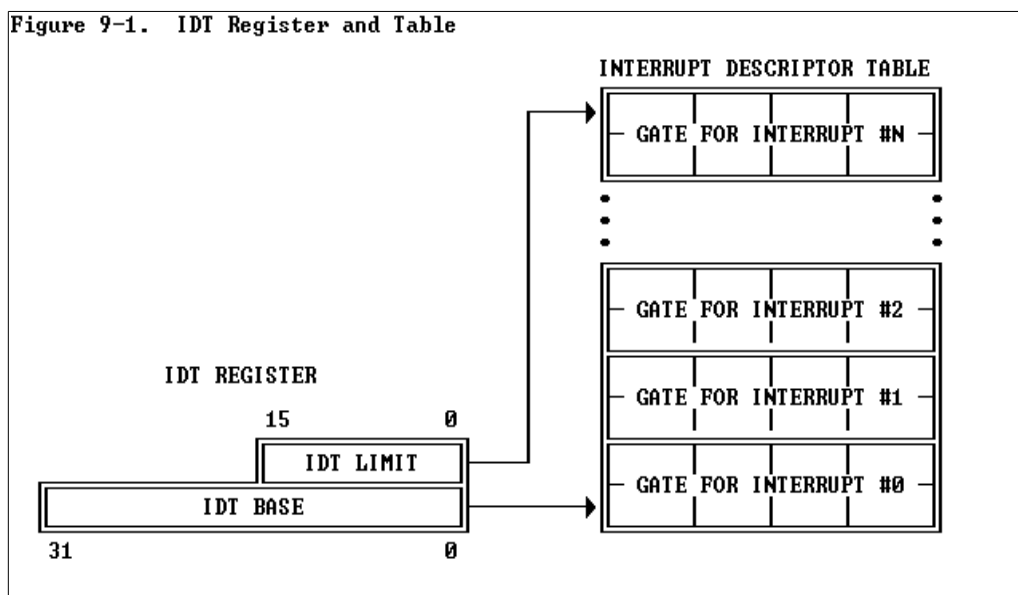 Figure 9-1.  IDT Register and Table
INTERRUPT DESCRIPTOR TABLE
GATE FOR INTERRUPT #N
GATE FOR INTERRUPT #2
IDT REGISTER
GATE FOR INTERRUPT #1
15 0
IDT LIMIT
GATE FOR INTERRUPT #0
IDT BASE
31 0